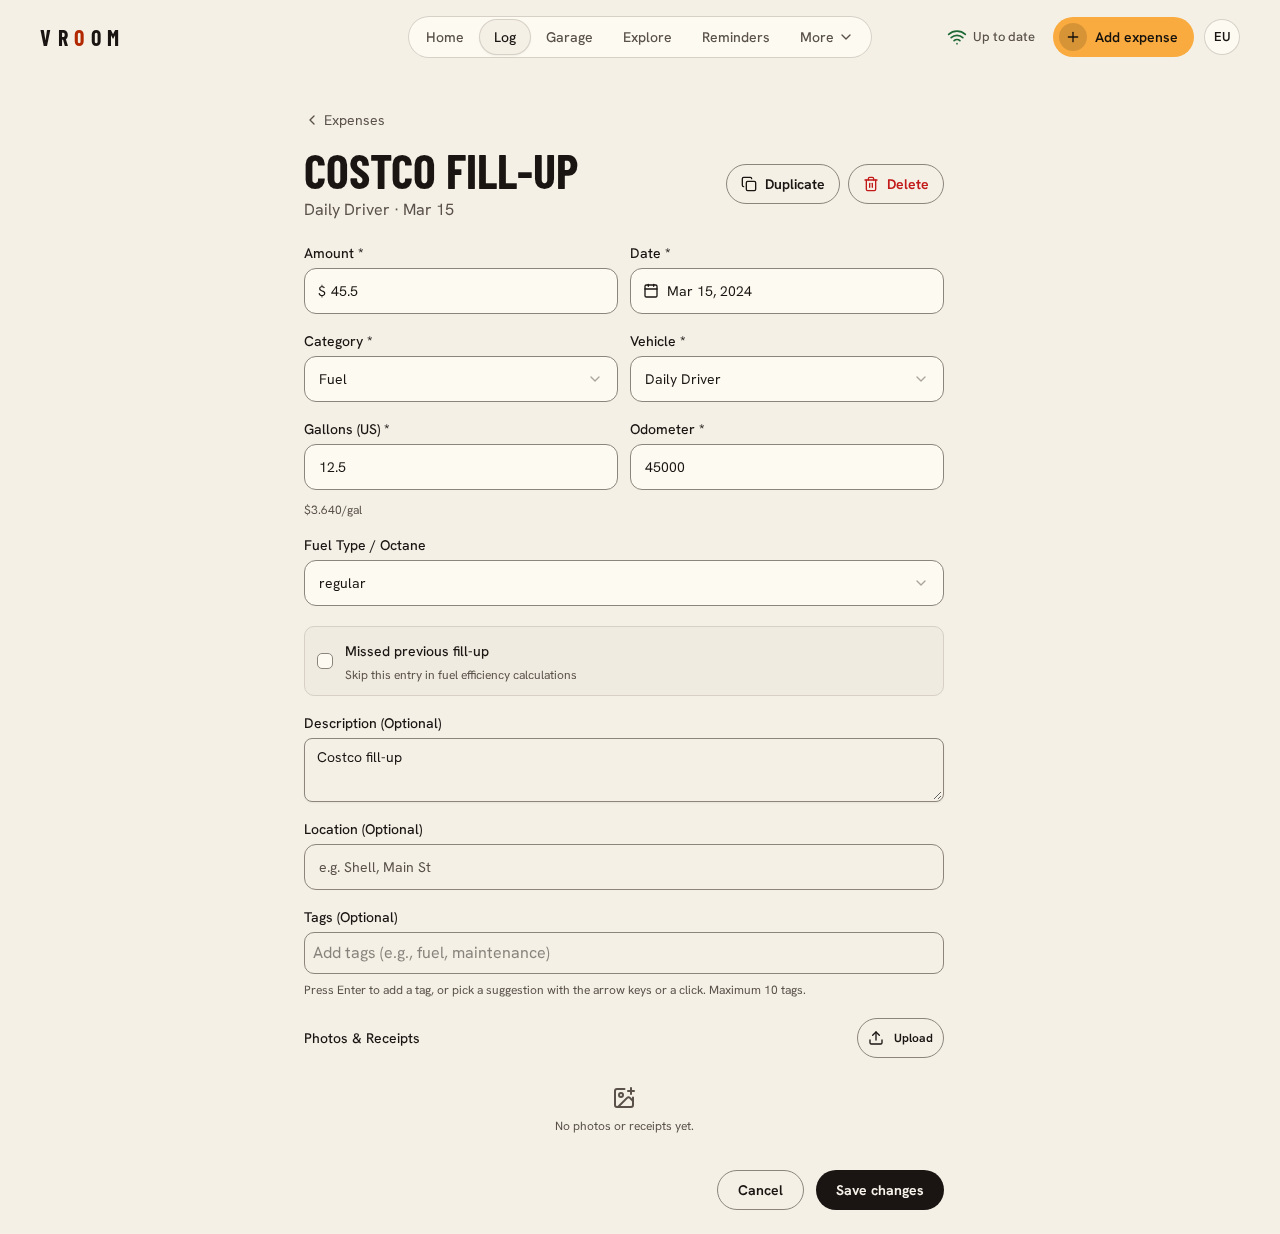 VROOM
Home
Log
Garage
Explore
Reminders
More
Up to date
Add expense
EU
Expenses
COSTCO FILL-UP
Daily Driver · Mar 15
Duplicate
Delete
Amount *
Date *
$ 45.5
Mar 15, 2024
Category *
Vehicle *
Fuel
Daily Driver
Gallons (US) *
Odometer *
12.5
45000
$3.640/gal
Fuel Type / Octane
regular
Missed previous fill-up
Skip this entry in fuel efficiency calculations
Description (Optional)
Costco fill-up
Location (Optional)
e.g. Shell, Main St
Tags (Optional)
Add tags (e.g., fuel, maintenance)
Press Enter to add a tag, or pick a suggestion with the arrow keys or a click. Maximum 10 tags.
Photos & Receipts
Upload
No photos or receipts yet.
Cancel
Save changes